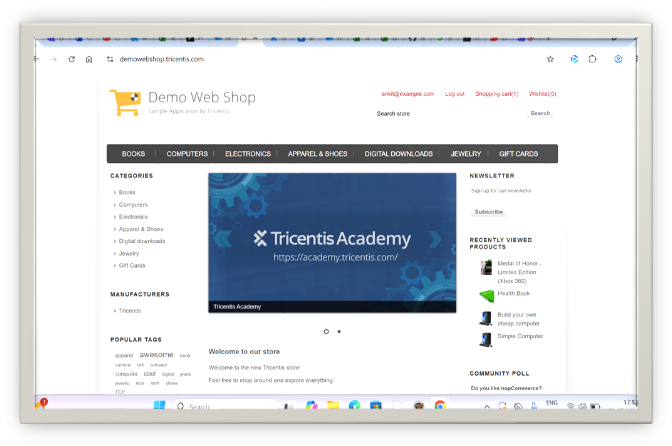 demowebshop.tricentis.com
Demo Web Shop
Sample Application by Tricentis
ankit@example.com Log out Shopping cart(1) Wishlist(0)
Search store Search
BOOKS COMPUTERS ELECTRONICS APPAREL & SHOES DIGITAL DOWNLOADS JEWELRY GIFT CARDS
CATEGORIES
Books
Computers
Electronics
Apparel & Shoes
Digital downloads
Jewelry
Gift Cards
MANUFACTURERS
Tricentis
POPULAR TAGS
apparel awesome book
camera cell compact
computer cool digital jeans
jewelry nice shirt shoes
TCP
Tricentis Academy
https://academy.tricentis.com/
Tricentis Academy
Welcome to our store
Welcome to the new Tricentis store!
Feel free to shop around and explore everything.
NEWSLETTER
Sign up for our newsletter
Subscribe
RECENTLY VIEWED
PRODUCTS
Medal of Honor -
Limited Edition
(Xbox 360)
Health Book
Build your own
cheap computer
Simple Computer
COMMUNITY POLL
Do you like nopCommerce?
Search
ENG